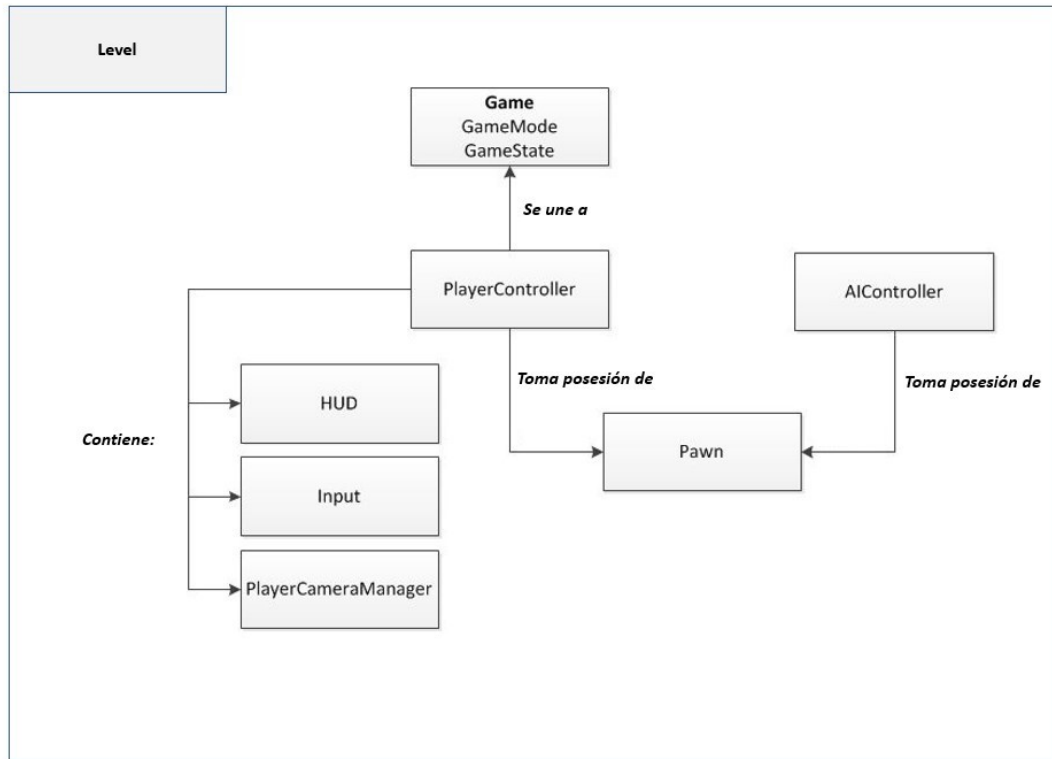 Level
Game
GameMode
GameState
Se une a
PlayerController
AIController
Toma posesión de
Toma posesión de
HUD
Contiene:
Pawn
Input
PlayerCameraManager